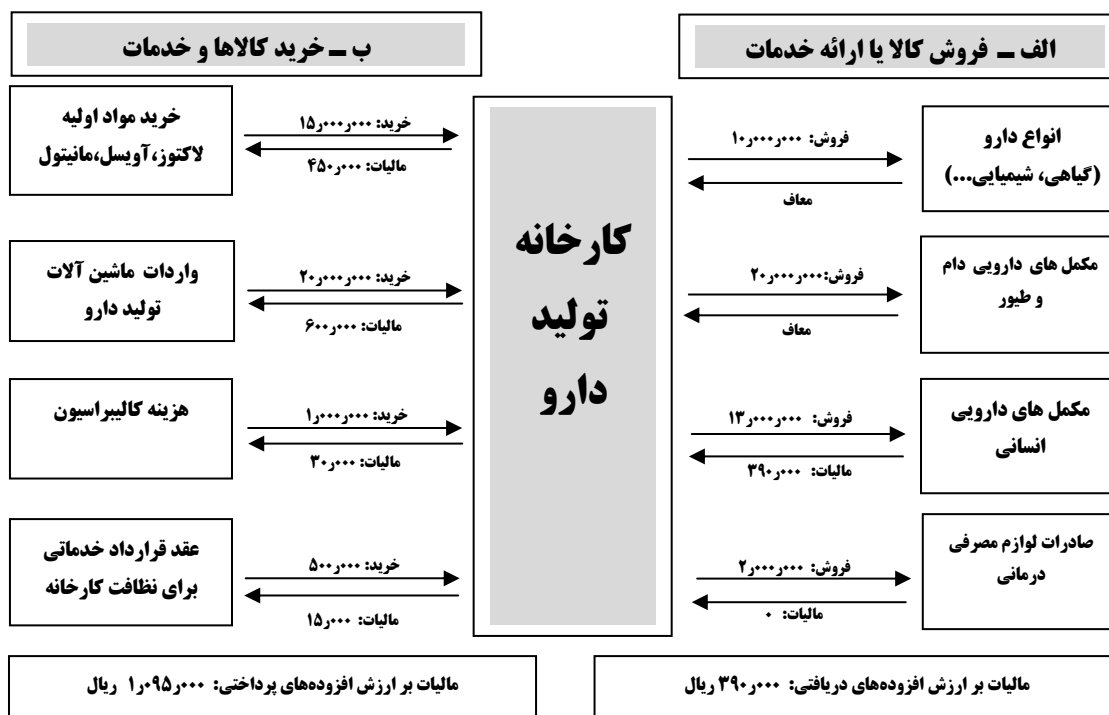 الف ــ فروش کالا یا ارائه خدمات
ب ــ خرید کالاها و خدمات
کارخانه
تولید
دارو
انواع دارو
(گیاهی، شیمیایی...)
فروش: ۱۰٫۰۰۰٫۰۰۰
معاف
مکمل های دارویی دام
و طیور
فروش:۲۰٫۰۰۰٫۰۰۰
معاف
مکمل های دارویی
انسانی
فروش: ۱۳٫۰۰۰٫۰۰۰
مالیات: ۳۹۰٫۰۰۰
صادرات لوازم مصرفی
درمانی
فروش: ۲٫۰۰۰٫۰۰۰
مالیات: ۰
خرید مواد اولیه
لاکتوز،آویسل،مانیتول
خرید: ۱۵٫۰۰۰٫۰۰۰
مالیات: ۴۵۰٫۰۰۰
واردات ماشین آلات
تولید دارو
خرید: ۲۰٫۰۰۰٫۰۰۰
مالیات: ۶۰۰٫۰۰۰
هزینه کالیبراسیون
خرید: ۱٫۰۰۰٫۰۰۰
مالیات: ۳۰٫۰۰۰
عقد قرارداد خدماتی
برای نظافت کارخانه
خرید: ۵۰۰٫۰۰۰
مالیات: ۱۵٫۰۰۰
مالیات بر ارزش افزوده‌های دریافتی: ۳۹۰٫۰۰۰ ریال
مالیات بر ارزش افزوده‌های پرداختی: ۱٫۰۹۵٫۰۰۰ ریال